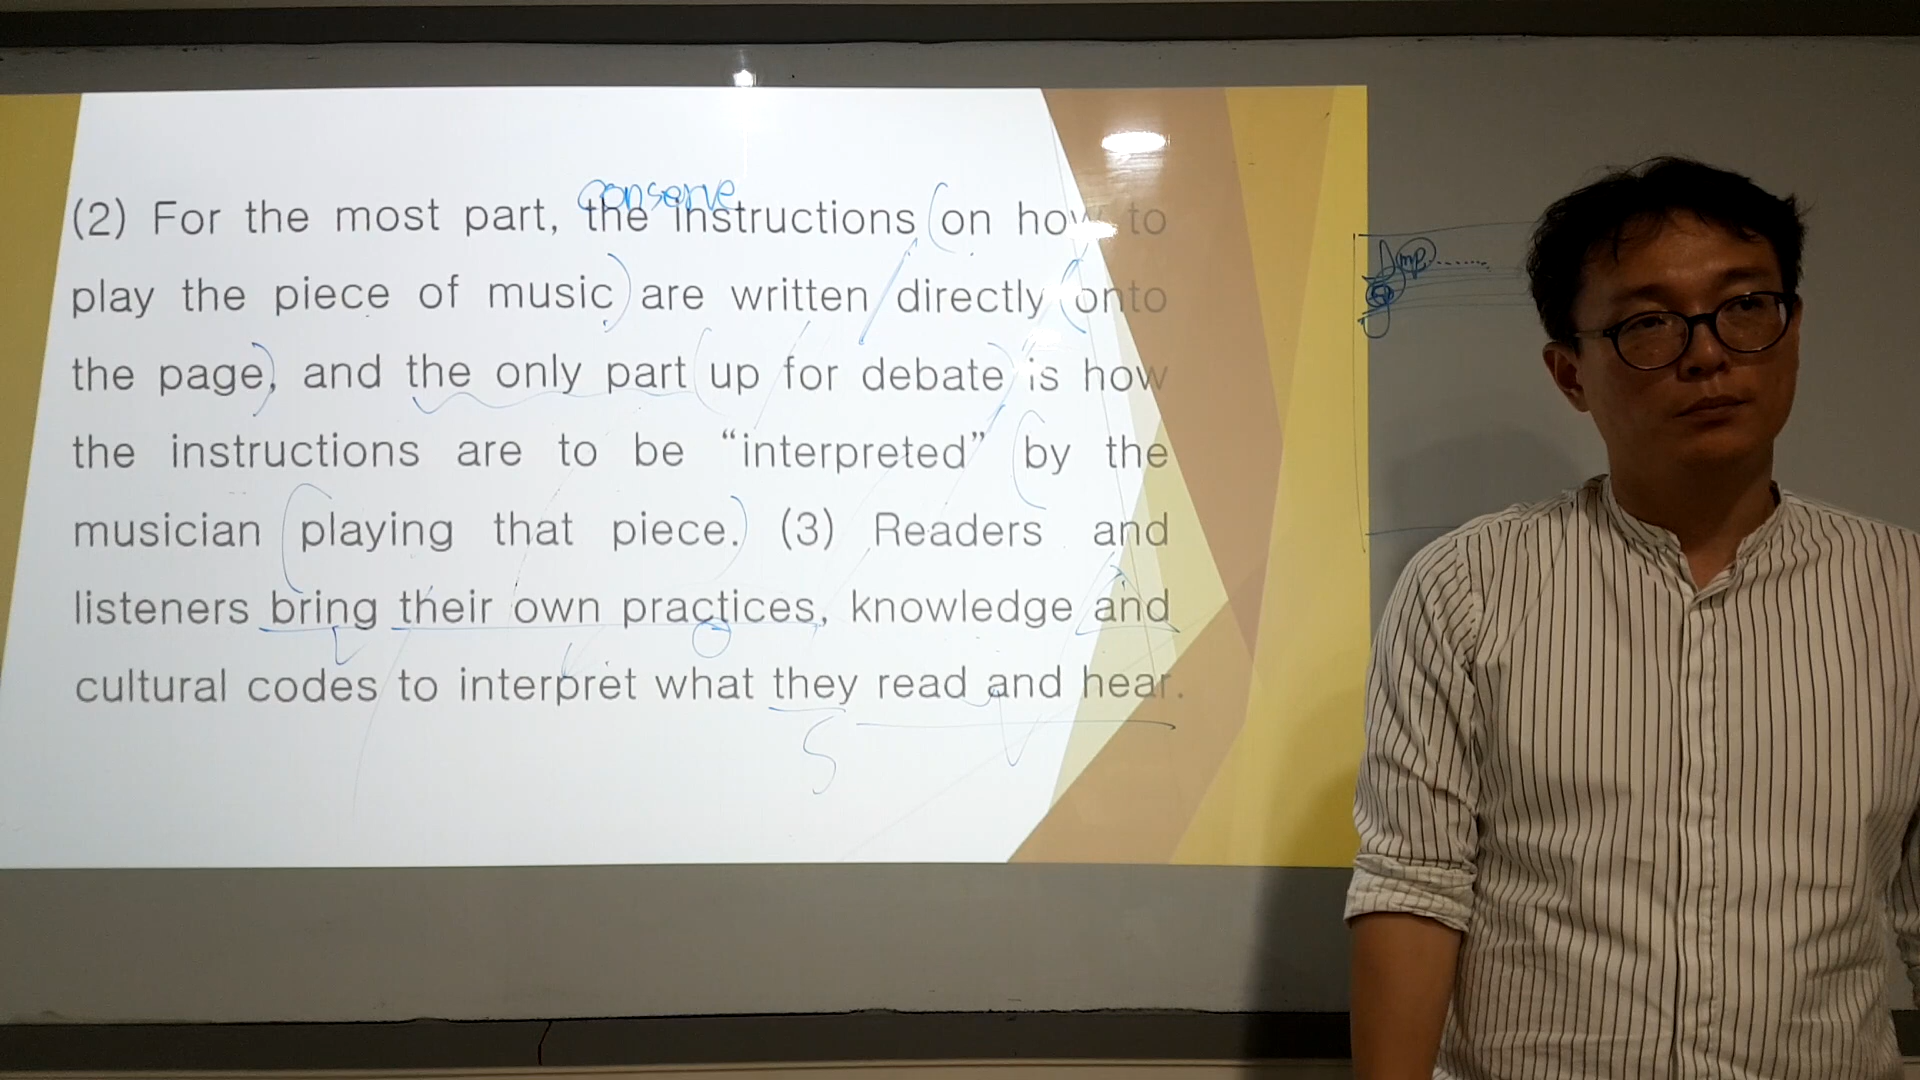 conserve
(2) For the most part, the instructions on how to
play the piece of music are written directly onto
the page, and the only part up for debate is how
the instructions are to be “interpreted” by the
musician playing that piece. (3) Readers and
listeners bring their own practices, knowledge and
cultural codes to interpret what they read and hear.
S
mp